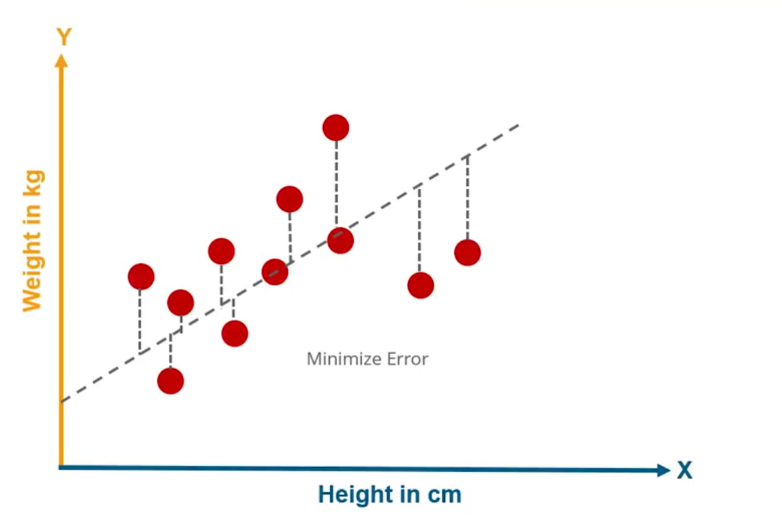 Y
Weight in kg
Minimize Error
X
Height in cm